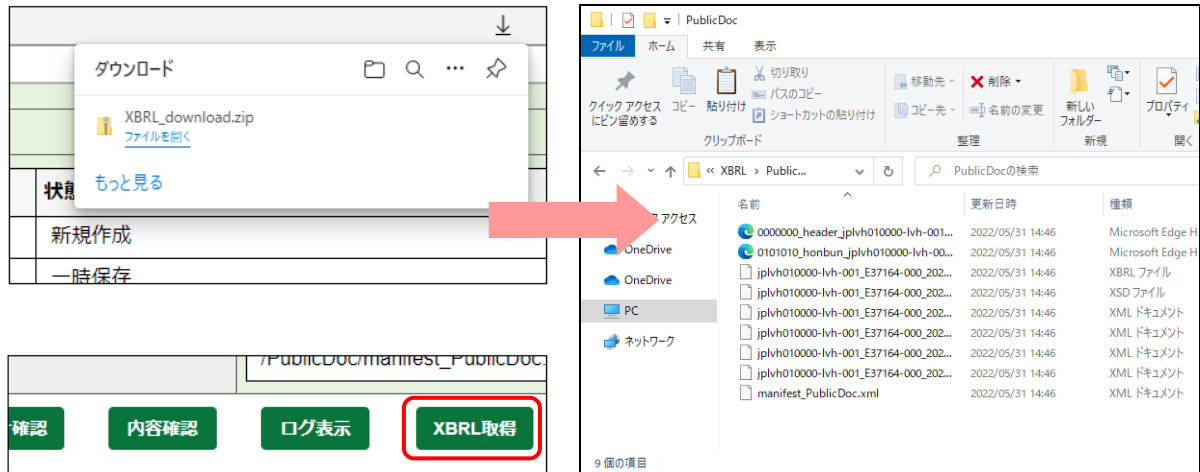 ダウンロード
XBRL_download.zip
ファイルを開く
もっと見る
状態
新規作成
一時保存
/PublicDoc/manifest_PublicDoc.
確認
内容確認
ログ表示
XBRL取得
PublicDoc
ファイル ホーム 共有 表示
クイック アクセスにピン留めする
コピー
貼り付け
切り取り
パスのコピー
ショートカットの貼り付け
クリップボード
移動先
コピー先
削除
名前の変更
整理
新しいフォルダー
新規
プロパティ
開く
« XBRL › Public...
PublicDocの検索
名前 更新日時 種類
アクセス
OneDrive
OneDrive
PC
ネットワーク
0000000_header_jplvh010000-lvh-001... 2022/05/31 14:46 Microsoft Edge H
0101010_honbun_jplvh010000-lvh-00... 2022/05/31 14:46 Microsoft Edge H
jplvh010000-lvh-001_E37164-000_202... 2022/05/31 14:46 XBRL ファイル
jplvh010000-lvh-001_E37164-000_202... 2022/05/31 14:46 XSD ファイル
jplvh010000-lvh-001_E37164-000_202... 2022/05/31 14:46 XML ドキュメント
jplvh010000-lvh-001_E37164-000_202... 2022/05/31 14:46 XML ドキュメント
jplvh010000-lvh-001_E37164-000_202... 2022/05/31 14:46 XML ドキュメント
jplvh010000-lvh-001_E37164-000_202... 2022/05/31 14:46 XML ドキュメント
manifest_PublicDoc.xml 2022/05/31 14:46 XML ドキュメント
9 個の項目